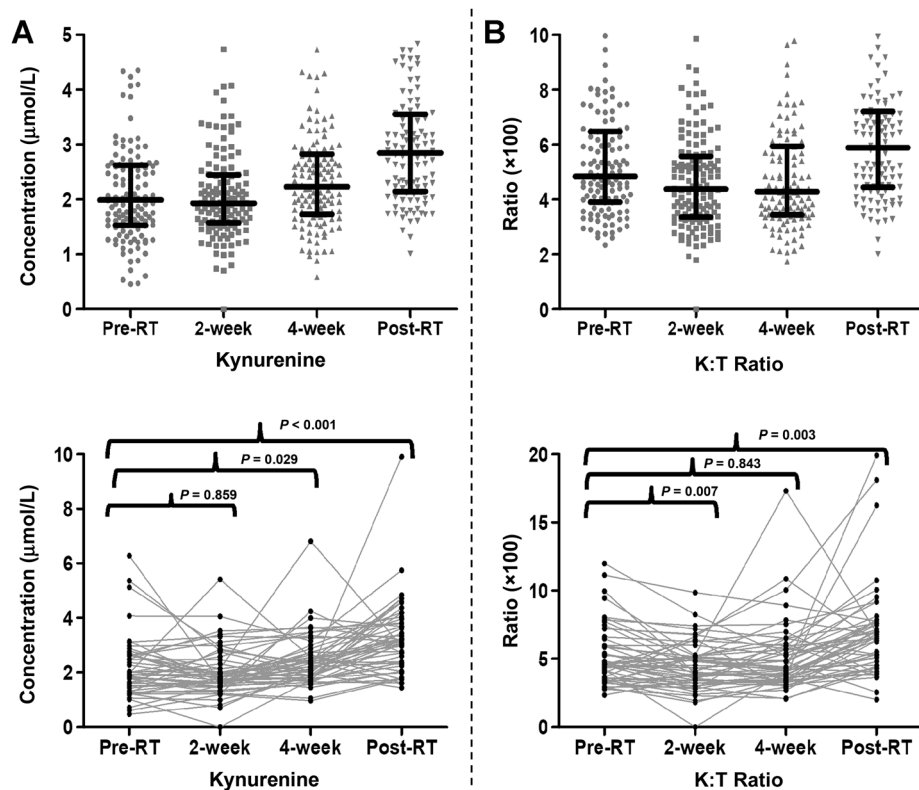 A
Concentration (µmol/L)
5
4
3
2
1
0
Pre-RT 2-week 4-week Post-RT
Kynurenine
B
Ratio (×100)
10
8
6
4
2
0
Pre-RT 2-week 4-week Post-RT
K:T Ratio
Concentration (µmol/L)
10
8
6
4
2
0
P < 0.001
P = 0.029
P = 0.859
Pre-RT 2-week 4-week Post-RT
Kynurenine
Ratio (×100)
20
15
10
5
0
P = 0.003
P = 0.843
P = 0.007
Pre-RT 2-week 4-week Post-RT
K:T Ratio